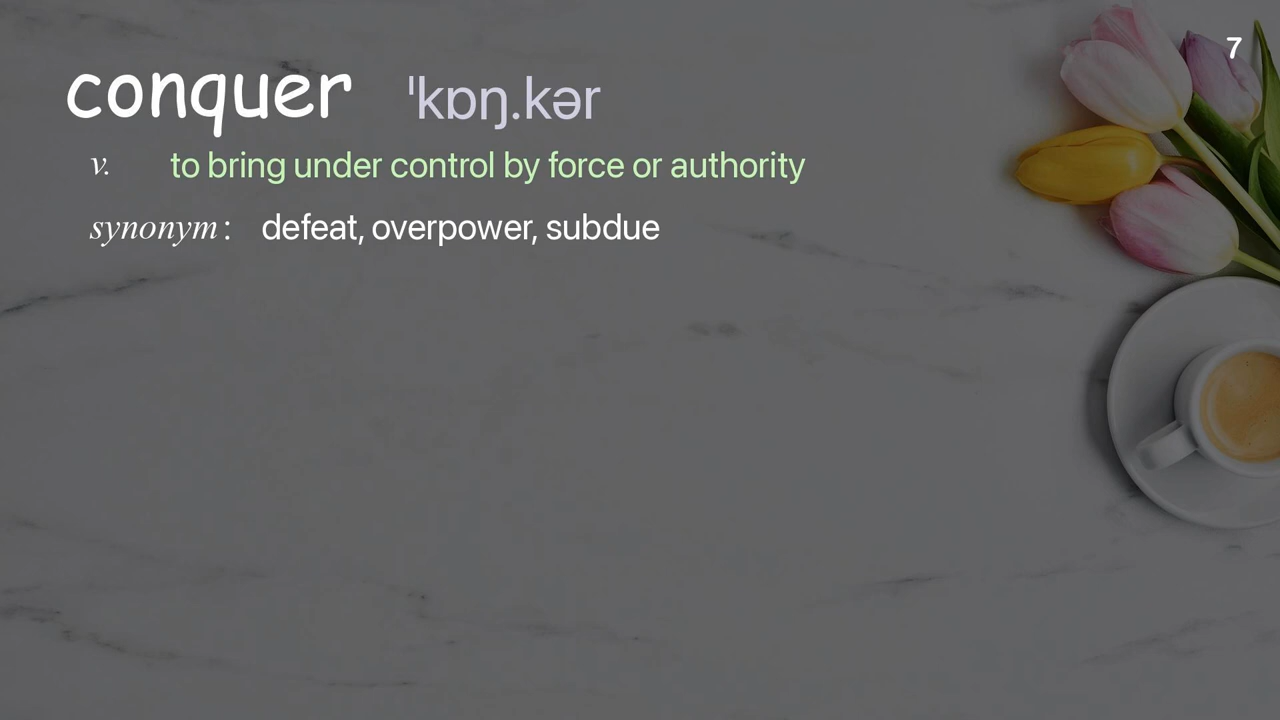 7
conquer ˈkɒŋ.kər
v. to bring under control by force or authority
synonym: defeat, overpower, subdue